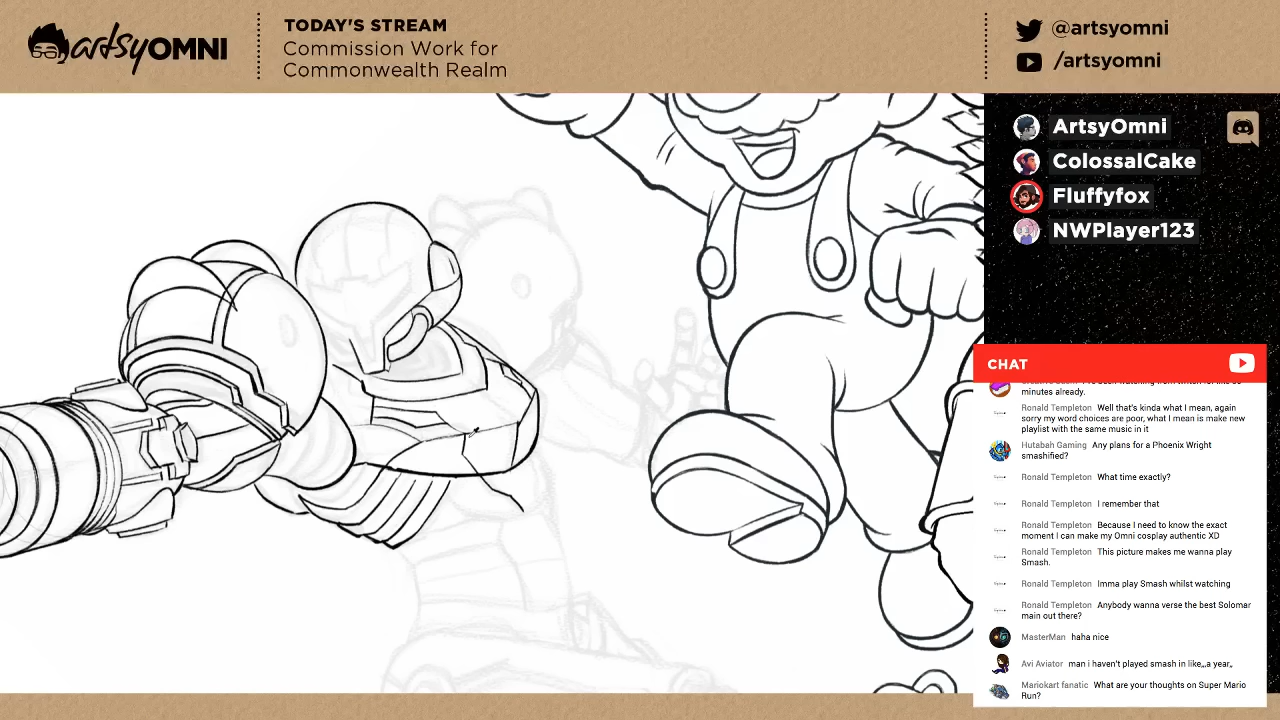 artsyOMNI
TODAY'S STREAM
Commission Work for
Commonwealth Realm
@artsyomni
/artsyomni
ArtsyOmni
ColossalCake
Fluffyfox
NWPlayer123
CHAT
minutes already.
Ronald Templeton Well that's kinda what I mean, again
sorry my word choices are poor, what I mean is make new
playlist with the same music in it
Hutabah Gaming Any plans for a Phoenix Wright
smashified?
Ronald Templeton What time exactly?
Ronald Templeton I remember that
Ronald Templeton Because I need to know the exact
moment I can make my Omni cosplay authentic XD
Ronald Templeton This picture makes me wanna play
Smash.
Ronald Templeton Imma play Smash whilst watching
Ronald Templeton Anybody wanna verse the best Solomar
main out there?
MasterMan haha nice
Avi Aviator man i haven't played smash in like,,,a year,,
Mariokart fanatic What are your thoughts on Super Mario
Run?